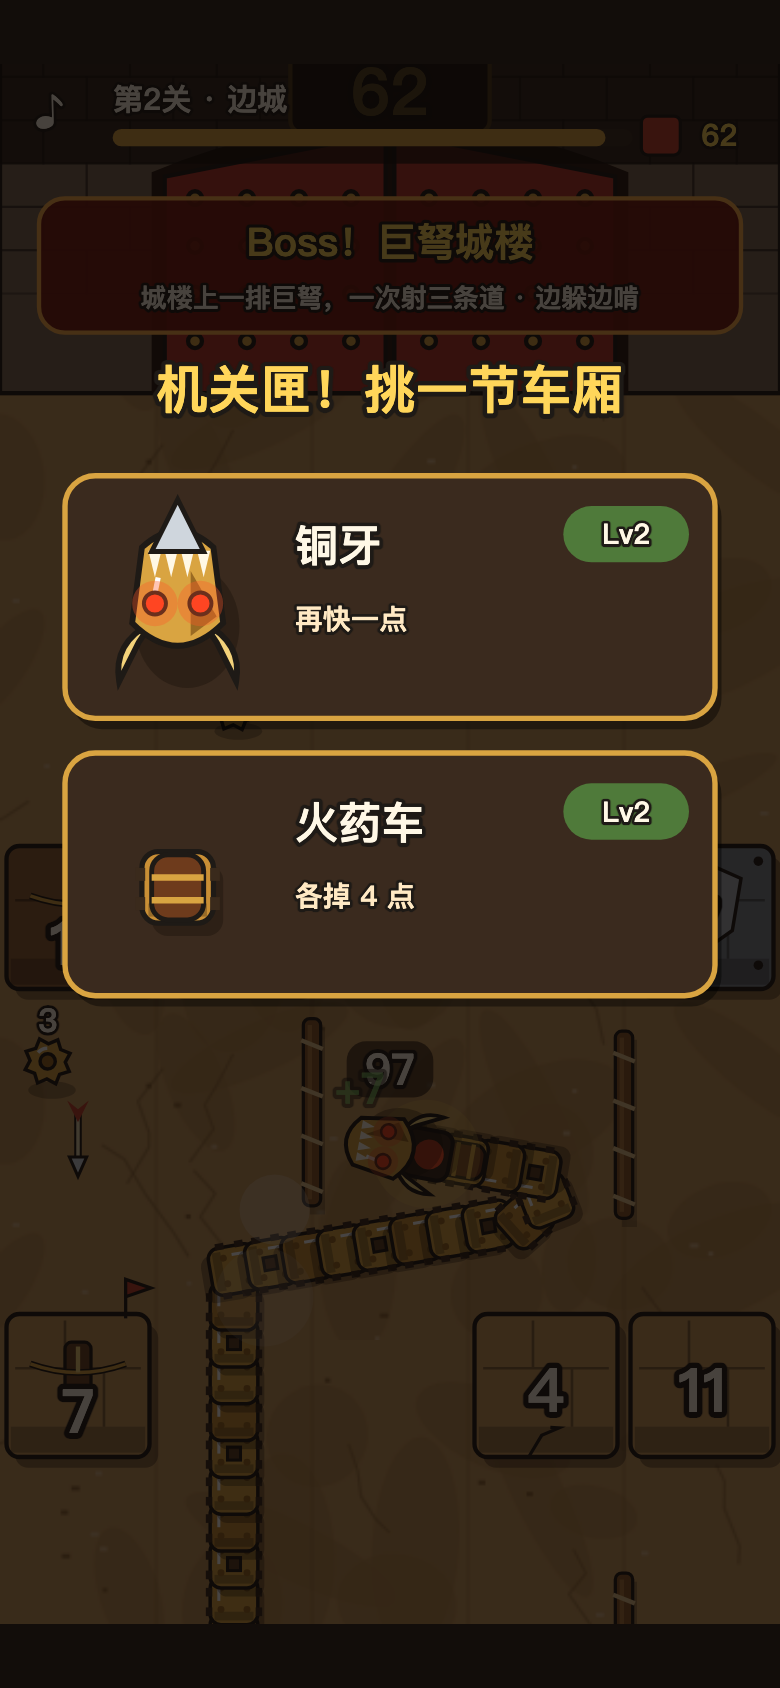 第2关 · 边城
62
62
Boss！巨弩城楼
城楼上一排巨弩，一次射三条道 · 边躲边啃
机关匣！挑一节车厢
铜牙
Lv2
再快一点
火药车
Lv2
各掉 4 点
3
97
+7
7
4
11